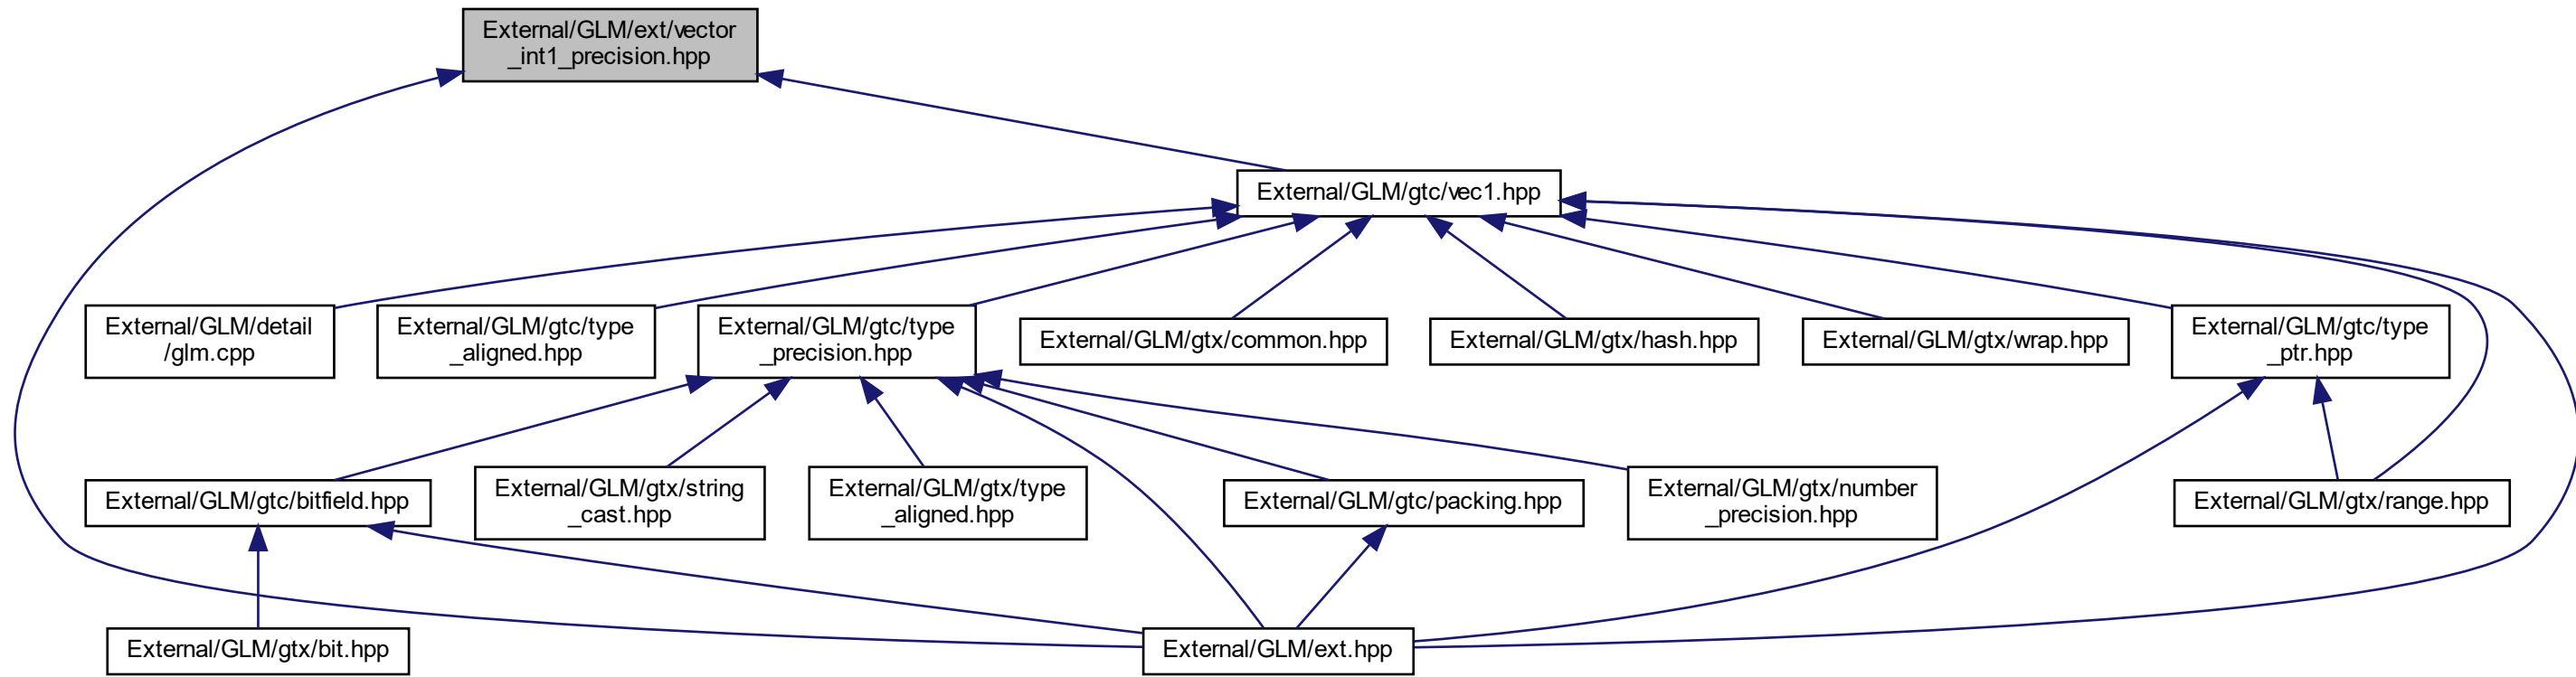 External/GLM/ext/vector
_int1_precision.hpp
External/GLM/gtc/vec1.hpp
External/GLM/detail
/glm.cpp
External/GLM/gtc/type
_aligned.hpp
External/GLM/gtc/type
_precision.hpp
External/GLM/gtx/common.hpp
External/GLM/gtx/hash.hpp
External/GLM/gtx/wrap.hpp
External/GLM/gtc/type
_ptr.hpp
External/GLM/gtc/bitfield.hpp
External/GLM/gtx/string
_cast.hpp
External/GLM/gtx/type
_aligned.hpp
External/GLM/gtc/packing.hpp
External/GLM/gtx/number
_precision.hpp
External/GLM/gtx/range.hpp
External/GLM/gtx/bit.hpp
External/GLM/ext.hpp